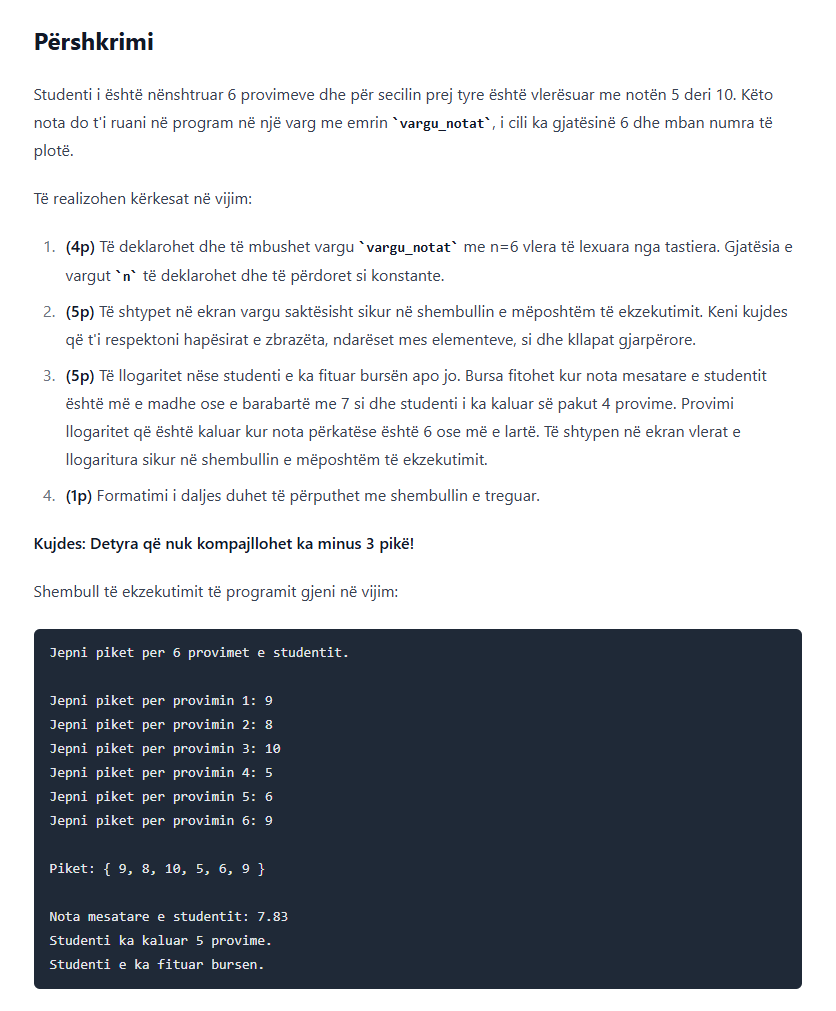 Përshkrimi
Studenti i është nënshtruar 6 provimeve dhe për secilin prej tyre është vlerësuar me notën 5 deri 10. Këto
nota do t'i ruani në program në një varg me emrin `vargu_notat`, i cili ka gjatësinë 6 dhe mban numra të
plotë.
Të realizohen kërkesat në vijim:
1. (4p) Të deklarohet dhe të mbushet vargu `vargu_notat` me n=6 vlera të lexuara nga tastiera. Gjatësia e
vargut `n` të deklarohet dhe të përdoret si konstante.
2. (5p) Të shtypet në ekran vargu saktësisht sikur në shembullin e mëposhtëm të ekzekutimit. Keni kujdes
që t'i respektoni hapësirat e zbrazëta, ndarëset mes elementeve, si dhe kllapat gjarpërore.
3. (5p) Të llogaritet nëse studenti e ka fituar bursën apo jo. Bursa fitohet kur nota mesatare e studentit
është më e madhe ose e barabartë me 7 si dhe studenti i ka kaluar së pakut 4 provime. Provimi
llogaritet që është kaluar kur nota përkatëse është 6 ose më e lartë. Të shtypen në ekran vlerat e
llogaritura sikur në shembullin e mëposhtëm të ekzekutimit.
4. (1p) Formatimi i daljes duhet të përputhet me shembullin e treguar.
Kujdes: Detyra që nuk kompajllohet ka minus 3 pikë!
Shembull të ekzekutimit të programit gjeni në vijim:
Jepni piket per 6 provimet e studentit.
Jepni piket per provimin 1: 9
Jepni piket per provimin 2: 8
Jepni piket per provimin 3: 10
Jepni piket per provimin 4: 5
Jepni piket per provimin 5: 6
Jepni piket per provimin 6: 9
Piket: { 9, 8, 10, 5, 6, 9 }
Nota mesatare e studentit: 7.83
Studenti ka kaluar 5 provime.
Studenti e ka fituar bursen.